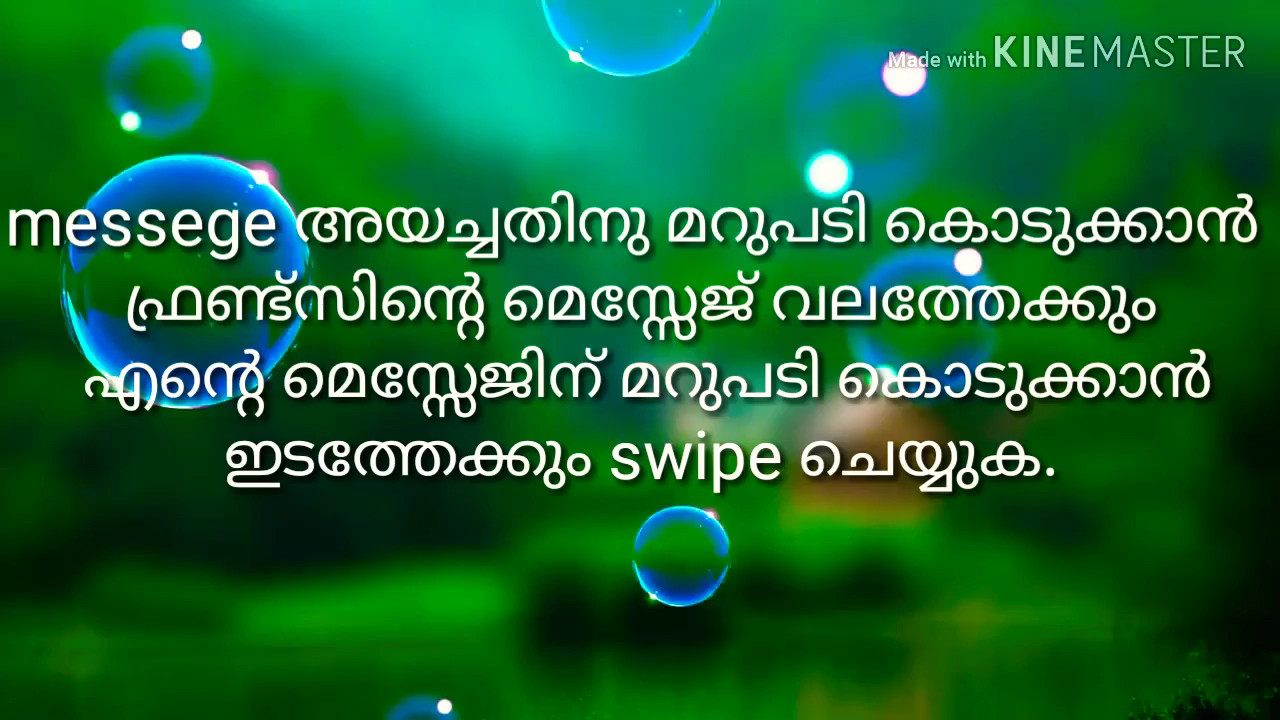 Made with KINEMASTER
messege അയച്ചതിനു മറുപടി കൊടുക്കാൻ
ഫ്രണ്ട്സിന്റെ മെസ്സേജ് വലത്തേക്കും
എന്റെ മെസ്സേജിന് മറുപടി കൊടുക്കാൻ
ഇടത്തേക്കും swipe ചെയ്യുക.